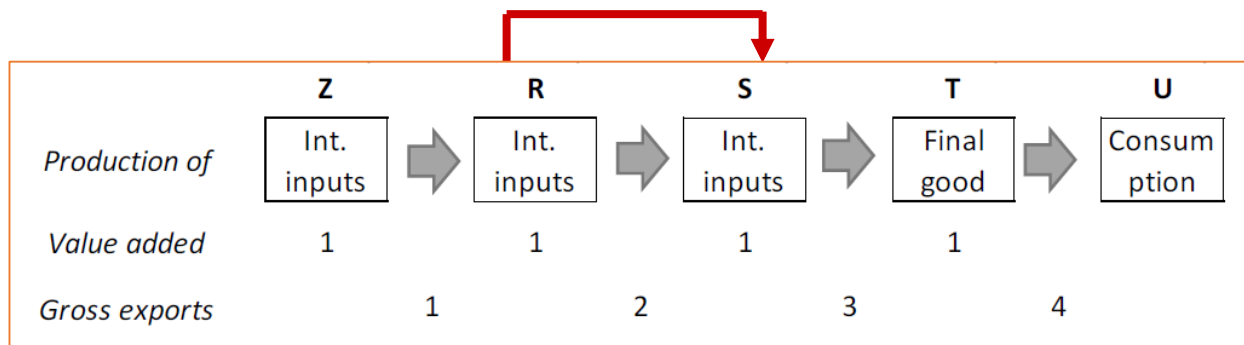 Z R S T U
Production of
Int. inputs
Int. inputs
Int. inputs
Final good
Consum ption
Value added 1 1 1 1
Gross exports 1 2 3 4